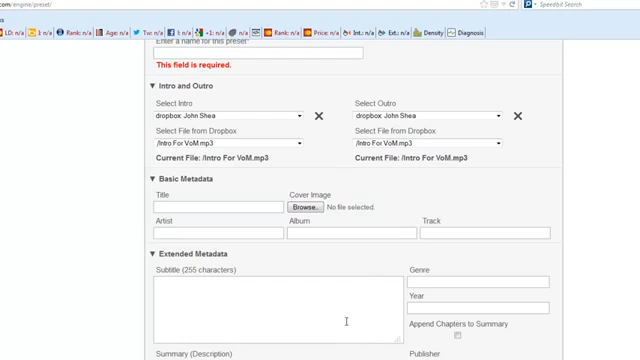 .com/engine/preset/
Speedbit Search
LD: n/a I: n/a Rank: n/a Age: n/a Tw: n/a l: n/a +1: n/a n/a Rank: n/a Price: n/a Int.: n/a Ext.: n/a Density Diagnosis
Enter a name for this preset*
This field is required.
▼ Intro and Outro
Select Intro Select Outro
dropbox: John Shea dropbox: John Shea
Select File from Dropbox Select File from Dropbox
/Intro For VoM.mp3 /Intro For VoM.mp3
Current File: /Intro For VoM.mp3 Current File: /Intro For VoM.mp3
▼ Basic Metadata
Title Cover Image
Browse.. No file selected.
Artist Album Track
▼ Extended Metadata
Subtitle (255 characters) Genre
Year
Append Chapters to Summary
Summary (Description) Publisher